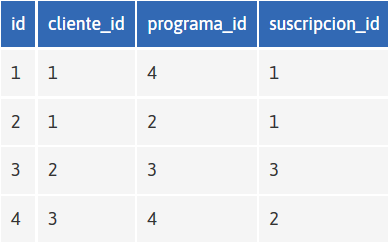 id cliente_id programa_id suscripcion_id
1 1 4 1
2 1 2 1
3 2 3 3
4 3 4 2